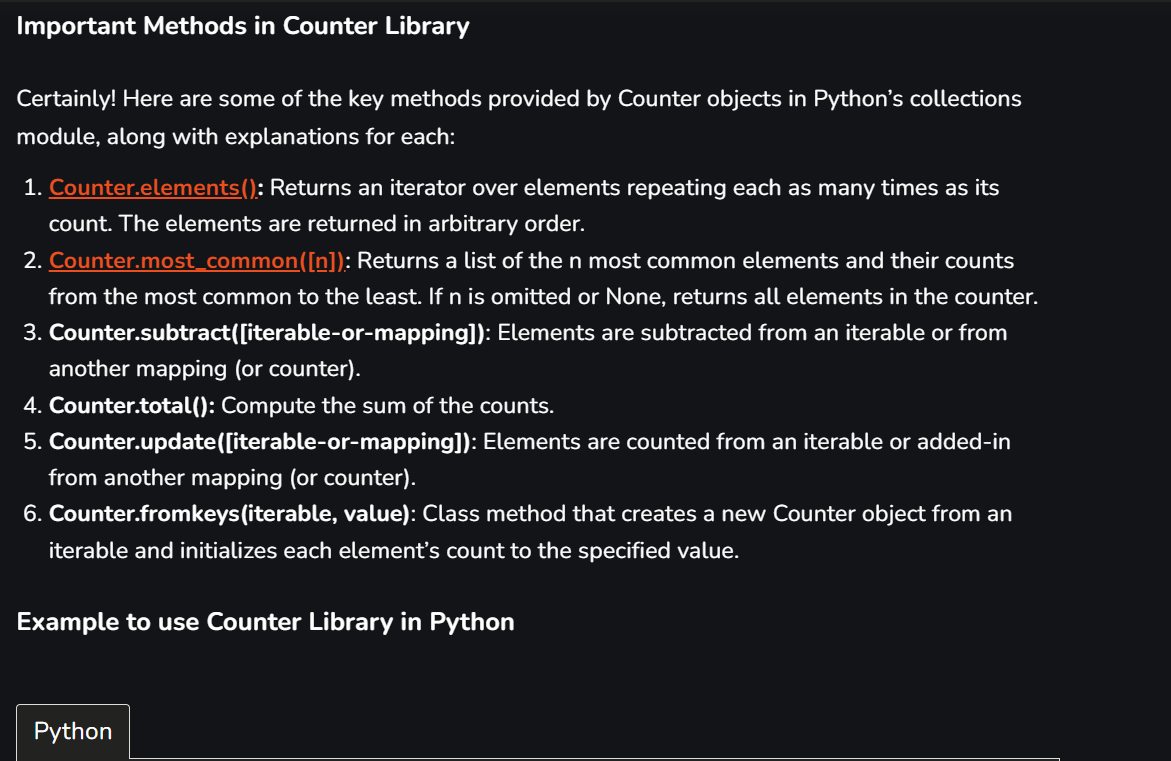 Important Methods in Counter Library
Certainly! Here are some of the key methods provided by Counter objects in Python’s collections
module, along with explanations for each:
1. Counter.elements(): Returns an iterator over elements repeating each as many times as its
count. The elements are returned in arbitrary order.
2. Counter.most_common([n]): Returns a list of the n most common elements and their counts
from the most common to the least. If n is omitted or None, returns all elements in the counter.
3. Counter.subtract([iterable-or-mapping]): Elements are subtracted from an iterable or from
another mapping (or counter).
4. Counter.total(): Compute the sum of the counts.
5. Counter.update([iterable-or-mapping]): Elements are counted from an iterable or added-in
from another mapping (or counter).
6. Counter.fromkeys(iterable, value): Class method that creates a new Counter object from an
iterable and initializes each element’s count to the specified value.
Example to use Counter Library in Python
Python